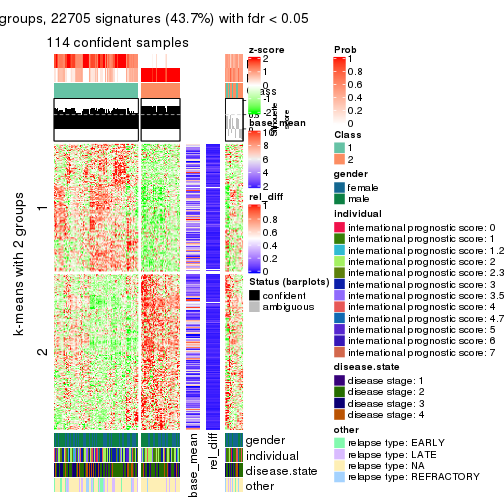 groups, 22705 signatures (43.7%) with fdr < 0.05
114 confident samples
k-means with 2 groups
1
2
z-score
2
1
-1
-2
Silhouette
score
base_mean
10
8
6
4
2
rel_diff
1
0.8
0.6
0.4
0.2
0
Status (barplots)
confident
ambiguous
gender
individual
disease.state
other
base_mean
rel_diff
Prob
1
0.8
0.6
0.4
0.2
0
Class
1
2
gender
female
male
individual
international prognostic score: 0
international prognostic score: 1
international prognostic score: 1.2
international prognostic score: 2
international prognostic score: 2.3
international prognostic score: 3
international prognostic score: 3.5
international prognostic score: 4
international prognostic score: 4.7
international prognostic score: 5
international prognostic score: 6
international prognostic score: 7
disease.state
disease stage: 1
disease stage: 2
disease stage: 3
disease stage: 4
other
relapse type: EARLY
relapse type: LATE
relapse type: NA
relapse type: REFRACTORY